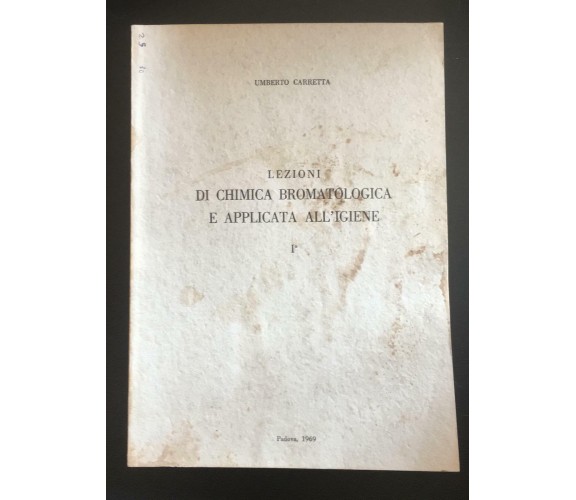 UMBERTO CARRETTA
LEZIONI
DI CHIMICA BROMATOLOGICA
E APPLICATA ALL'IGIENE
I°
Padova, 1969